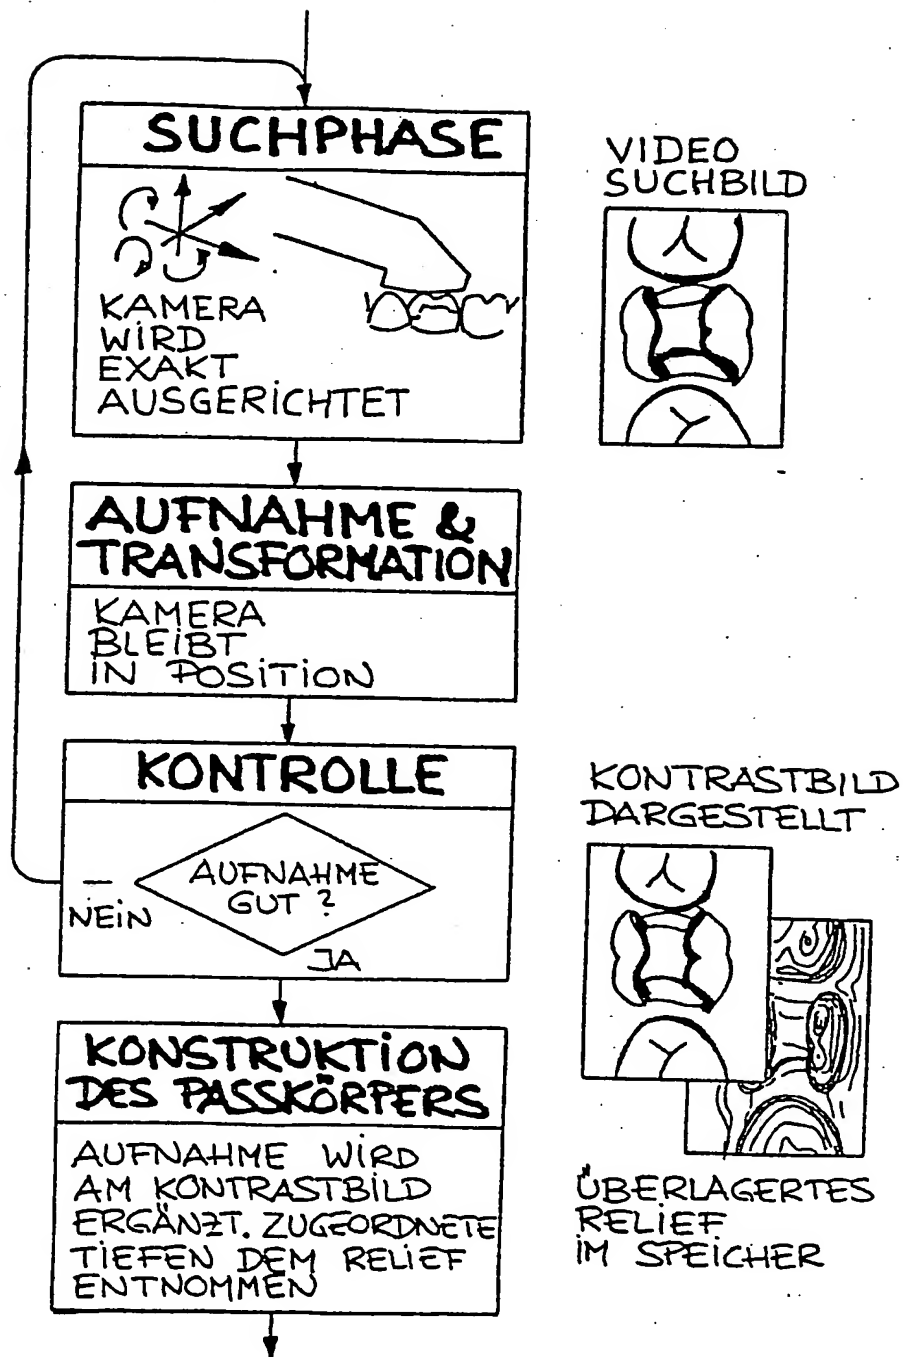 SUCHPHASE
KAMERA
WIRD
EXAKT
AUSGERICHTET
VIDEO
SUCHBILD
AUFNAHME &
TRANSFORMATION
KAMERA
BLEIBT
IN POSITION
KONTROLLE
AUFNAHME
GUT ?
NEIN
JA
KONTRASTBILD
DARGESTELLT
KONSTRUKTION
DES PASSKÖRPERS
AUFNAHME WIRD
AM KONTRASTBILD
ERGÄNZT. ZUGEORDNETE
TIEFEN DEM RELIEF
ENTNOMMEN
ÜBERLAGERTES
RELIEF
IM SPEICHER